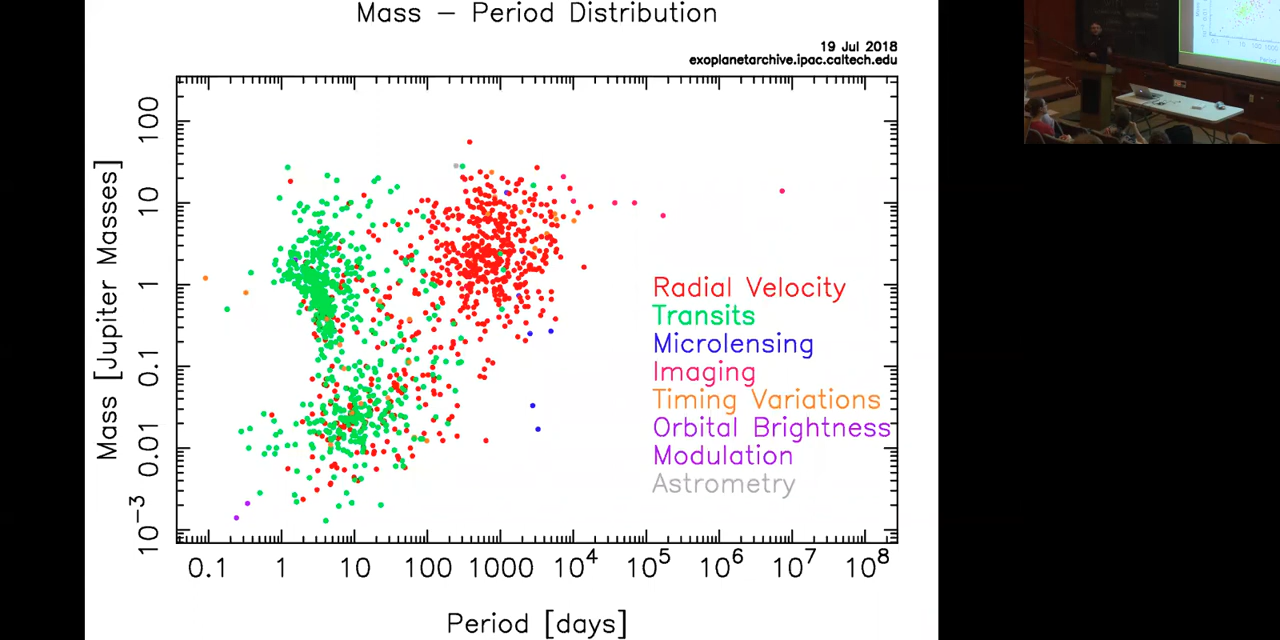 Mass – Period Distribution
19 Jul 2018
exoplanetarchive.ipac.caltech.edu
Mass [Jupiter Masses]
100
10
1
0.1
0.01
10⁻³
Radial Velocity
Transits
Microlensing
Imaging
Timing Variations
Orbital Brightness
Modulation
Astrometry
0.1 1 10 100 1000 10⁴ 10⁵ 10⁶ 10⁷ 10⁸
Period [days]